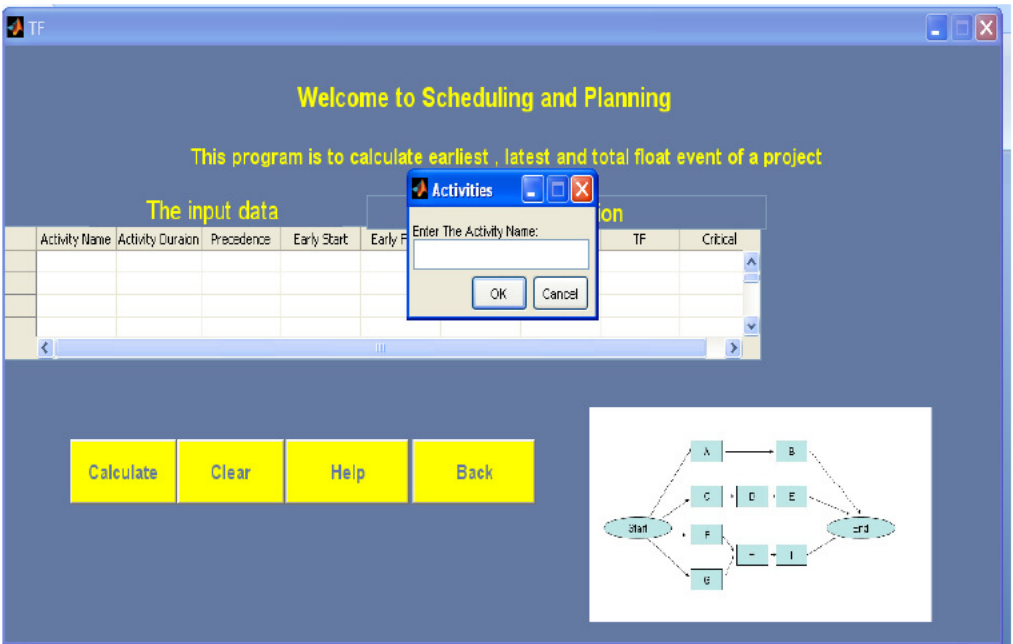 TF
Welcome to Scheduling and Planning
This program is to calculate earliest , latest and total float event of a project
Activities
The input data
ion
Enter The Activity Name:
Activity Name Activity Duraion Precedence Early Start Early F TF Critical
OK Cancel
Calculate Clear Help Back
A B
C D E
Start End
F
I
G